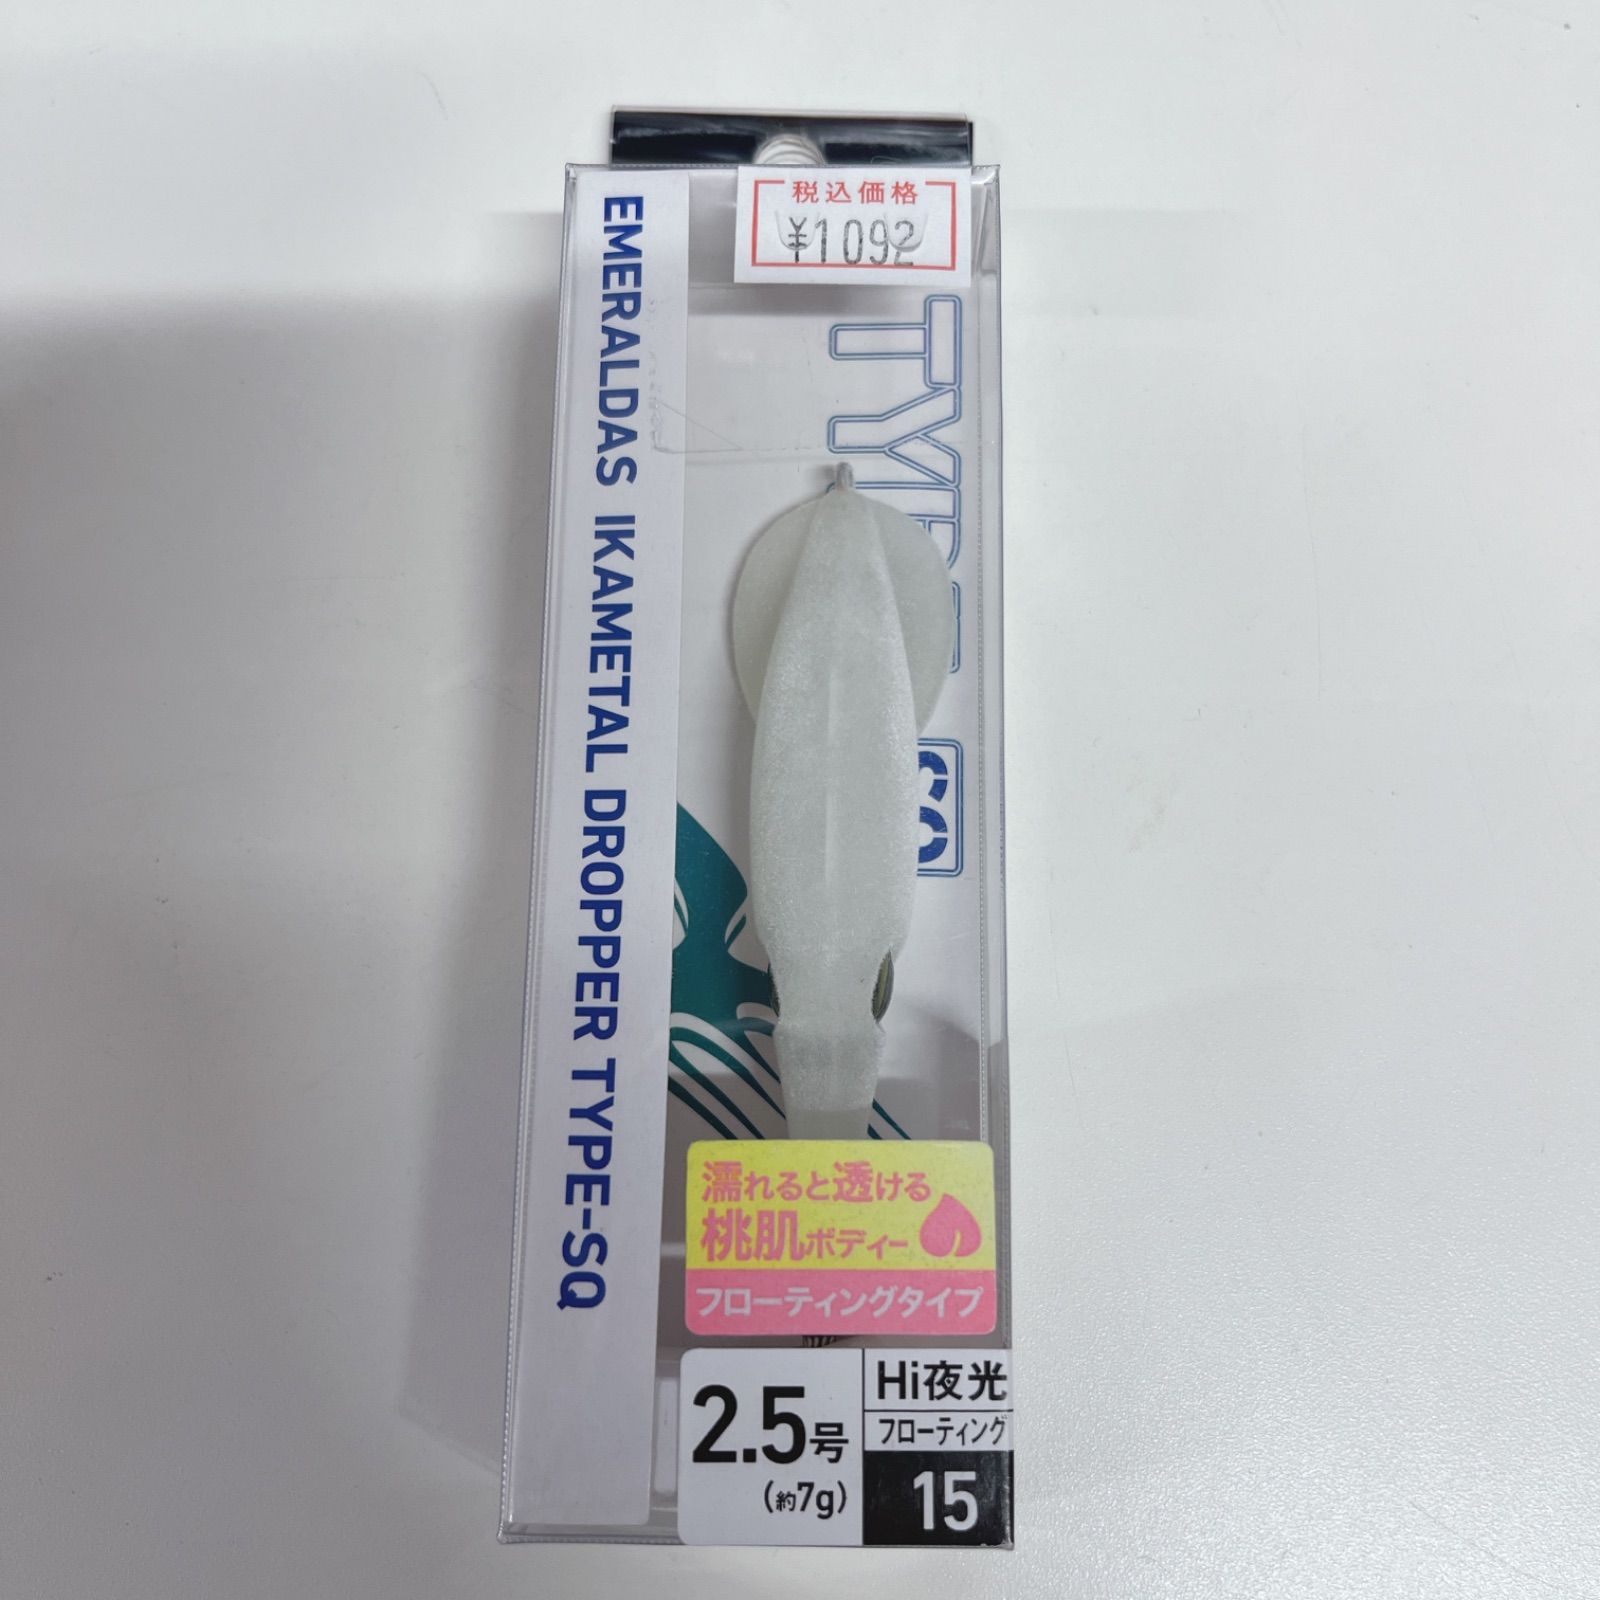 税込価格
¥1092
EMERALDAS IKAMETAL DROPPER TYPE-SQ
TYPE
SQ
濡れると透ける
桃肌ボディー
フローティングタイプ
2.5号
(約7g)
Hi夜光
フローティング
15